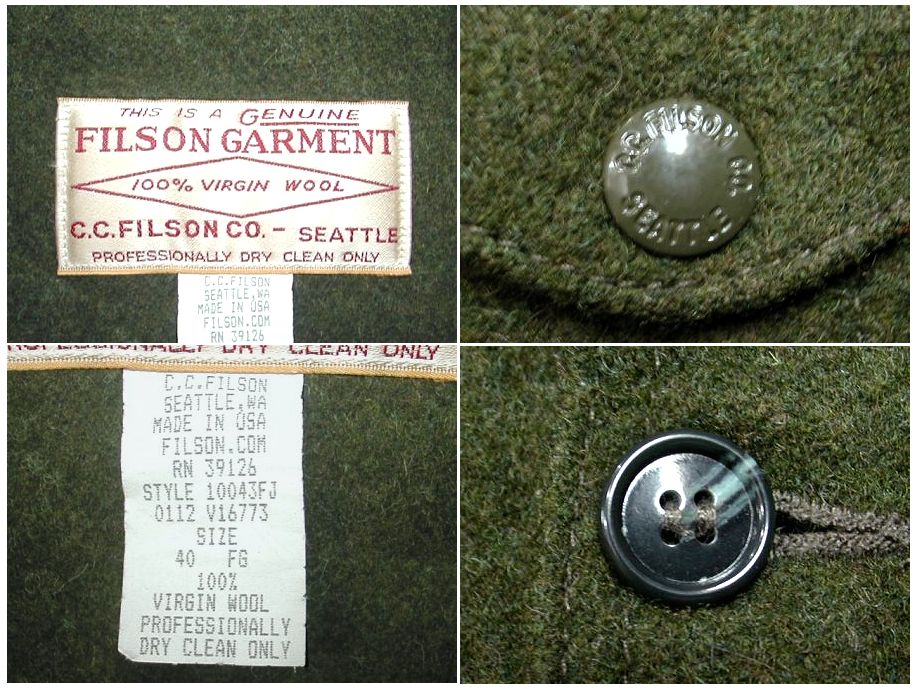 THIS IS A GENUINE
FILSON GARMENT
100% VIRGIN WOOL
C.C.FILSON CO. - SEATTLE
PROFESSIONALLY DRY CLEAN ONLY
C.C.FILSON
SEATTLE,WA
MADE IN USA
FILSON.COM
RN 39126
C.C.FILSON CO.
SEATTLE
PROFESSIONALLY DRY CLEAN ONLY
C.C.FILSON
SEATTLE,WA
MADE IN USA
FILSON.COM
RN 39126
STYLE 10043FJ
0112 V16773
SIZE
40 FG
100%
VIRGIN WOOL
PROFESSIONALLY
DRY CLEAN ONLY